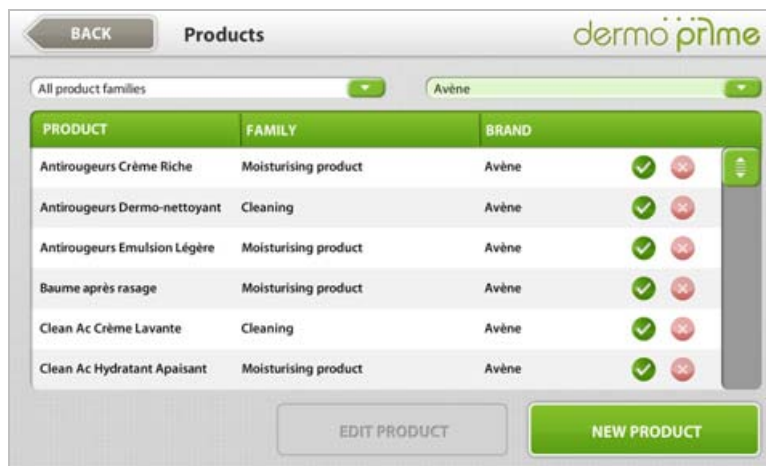 BACK Products dermo prime
All product families Avène
PRODUCT FAMILY BRAND
Antirougeurs Crème Riche Moisturising product Avène
Antirougeurs Dermo-nettoyant Cleaning Avène
Antirougeurs Emulsion Légère Moisturising product Avène
Baume après rasage Moisturising product Avène
Clean Ac Crème Lavante Cleaning Avène
Clean Ac Hydratant Apaisant Moisturising product Avène
EDIT PRODUCT NEW PRODUCT